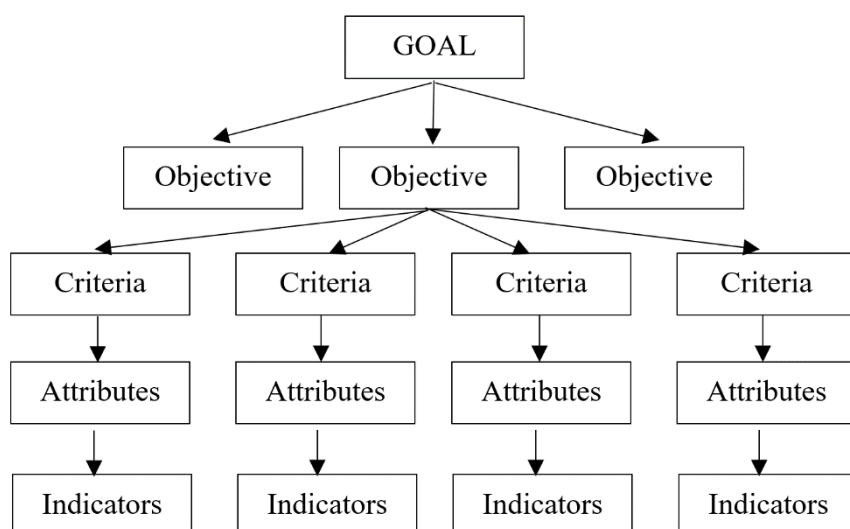 GOAL
Objective
Objective
Objective
Criteria
Criteria
Criteria
Criteria
Attributes
Attributes
Attributes
Attributes
Indicators
Indicators
Indicators
Indicators